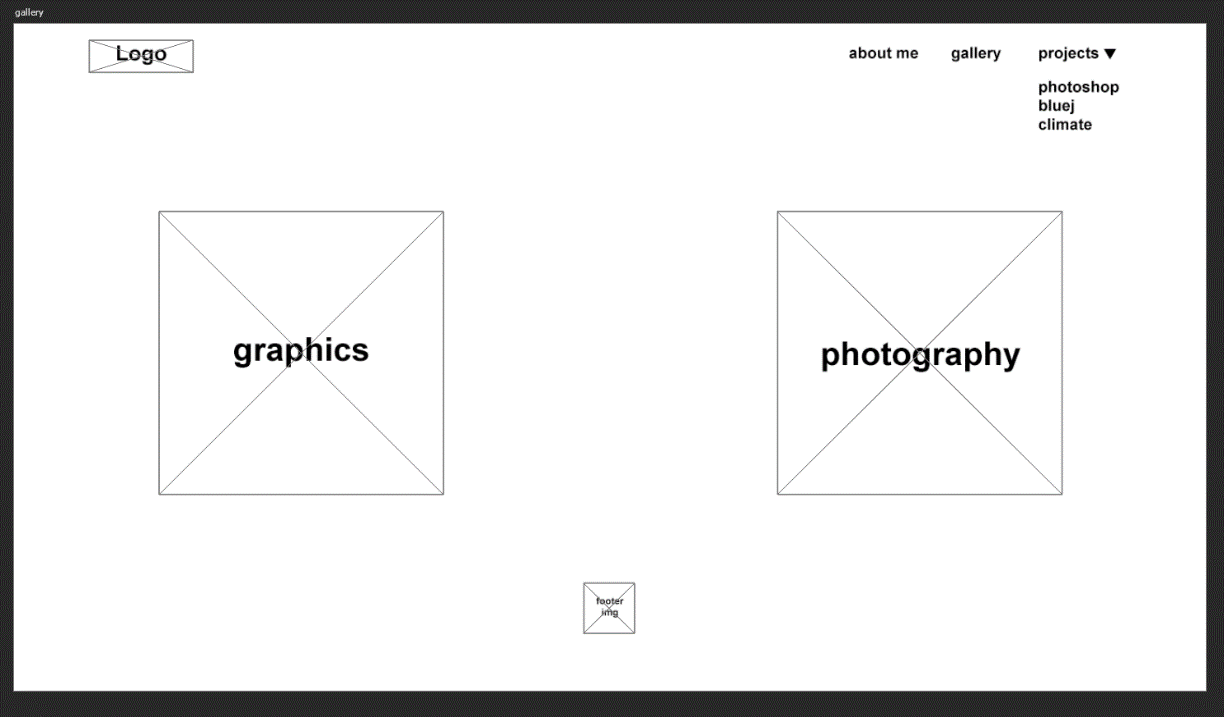 gallery
Logo
about me gallery projects ▼
photoshop
bluej
climate
graphics
photography
footer
img